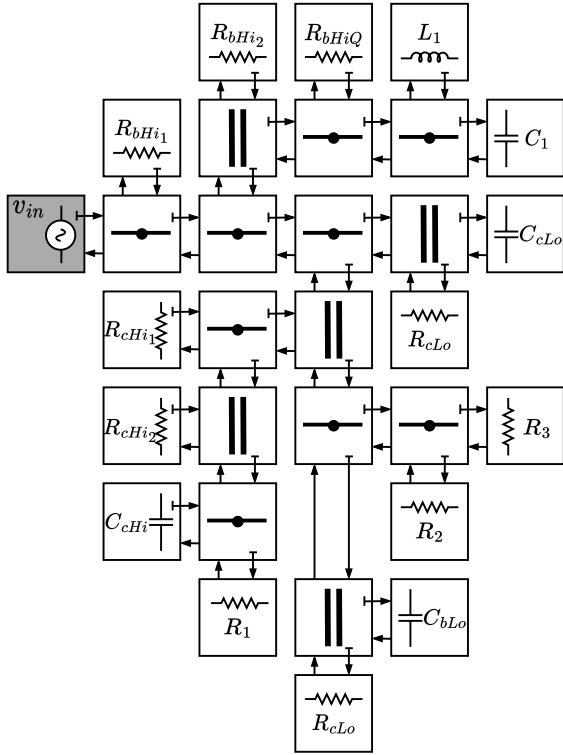 R_{bHi_2} R_{bHiQ} L_1
R_{bHi_1} C_1
v_{in} C_{cLo}
R_{cHi_1} R_{cLo}
R_{cHi_2} R_3
C_{cHi} R_2
R_1 C_{bLo}
R_{cLo}